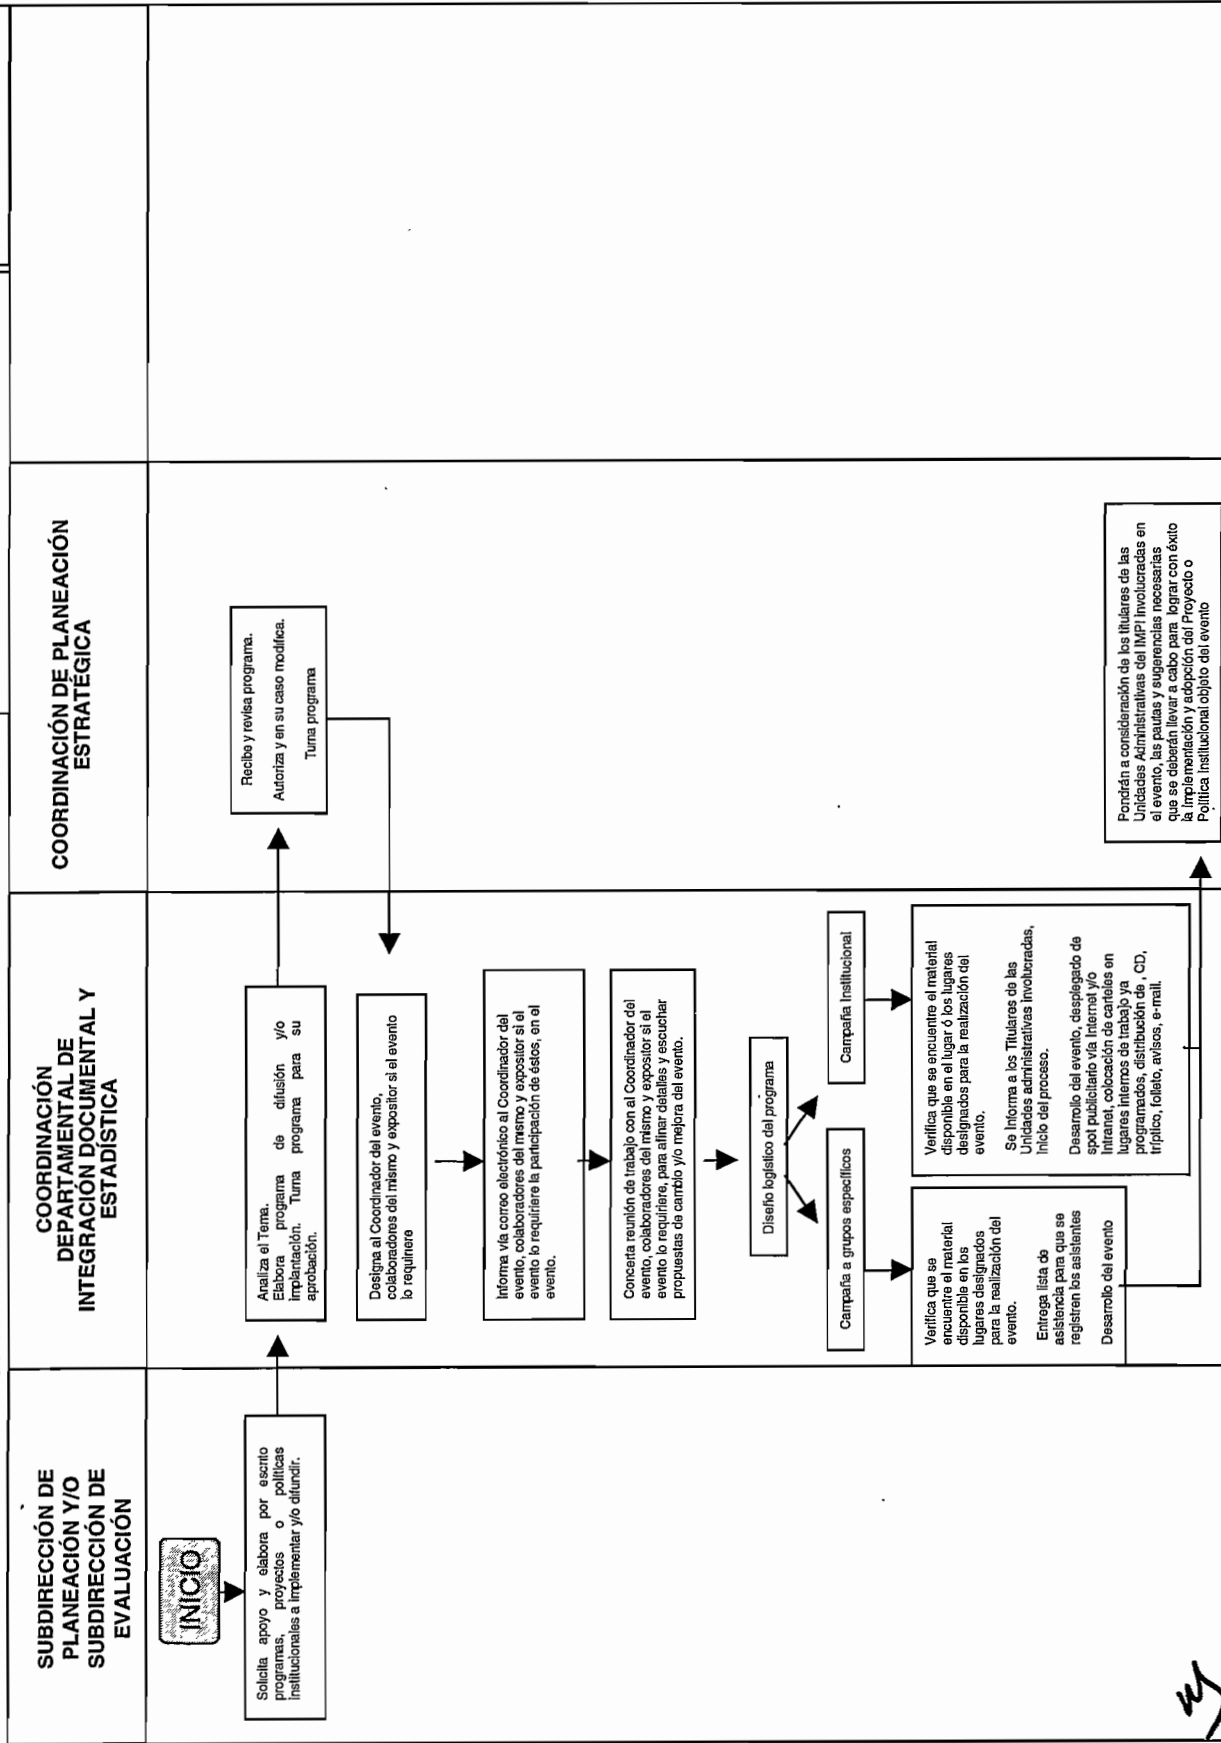 SUBDIRECCIÓN DE
PLANEACIÓN Y/O
SUBDIRECCIÓN DE
EVALUACIÓN
COORDINACIÓN
DEPARTAMENTAL DE
INTEGRACIÓN DOCUMENTAL Y
ESTADÍSTICA
COORDINACIÓN DE PLANEACIÓN
ESTRATÉGICA
INICIO
Solicita apoyo y elabora por escrito
programas, proyectos o políticas
institucionales a implementar y/o difundir.
Analiza el Tema.
Elabora programa de difusión y/o
implantación. Turna programa para su
aprobación.
Recibe y revisa programa.
Autoriza y en su caso modifica.
Turna programa
Designa al Coordinador del evento,
colaboradores del mismo y expositor si el evento
lo requiriere
Informa vía correo electrónico al Coordinador del
evento, colaboradores del mismo y expositor si el
evento lo requiriere la participación de éstos, en el
evento.
Concerta reunión de trabajo con al Coordinador del
evento, colaboradores del mismo y expositor si el
evento lo requiriere, para afinar detalles y escuchar
propuestas de cambio y/o mejora del evento.
Diseño logístico del programa
Campaña a grupos específicos
Campaña Institucional
Verifica que se
encuentre el material
disponible en los
lugares designados
para la realización del
evento.
Entrega lista de
asistencia para que se
registren los asistentes
Desarrollo del evento
Verifica que se encuentre el material
disponible en el lugar ó los lugares
designados para la realización del
evento.
Se Informa a los Titulares de las
Unidades administrativas involucradas,
Inicio del proceso.
Desarrollo del evento, desplegado de
spot publicitario vía Internet y/o
Intranet, colocación de carteles en
lugares internos de trabajo ya
programados, distribución de , CD,
tríptico, folleto, avisos, e-mail.
Pondrán a consideración de los titulares de las
Unidades Administrativas del IMPI involucradas en
el evento, las pautas y sugerencias necesarias
que se deberán llevar a cabo para lograr con éxito
la Implementación y adopción del Proyecto o
Política Institucional objeto del evento